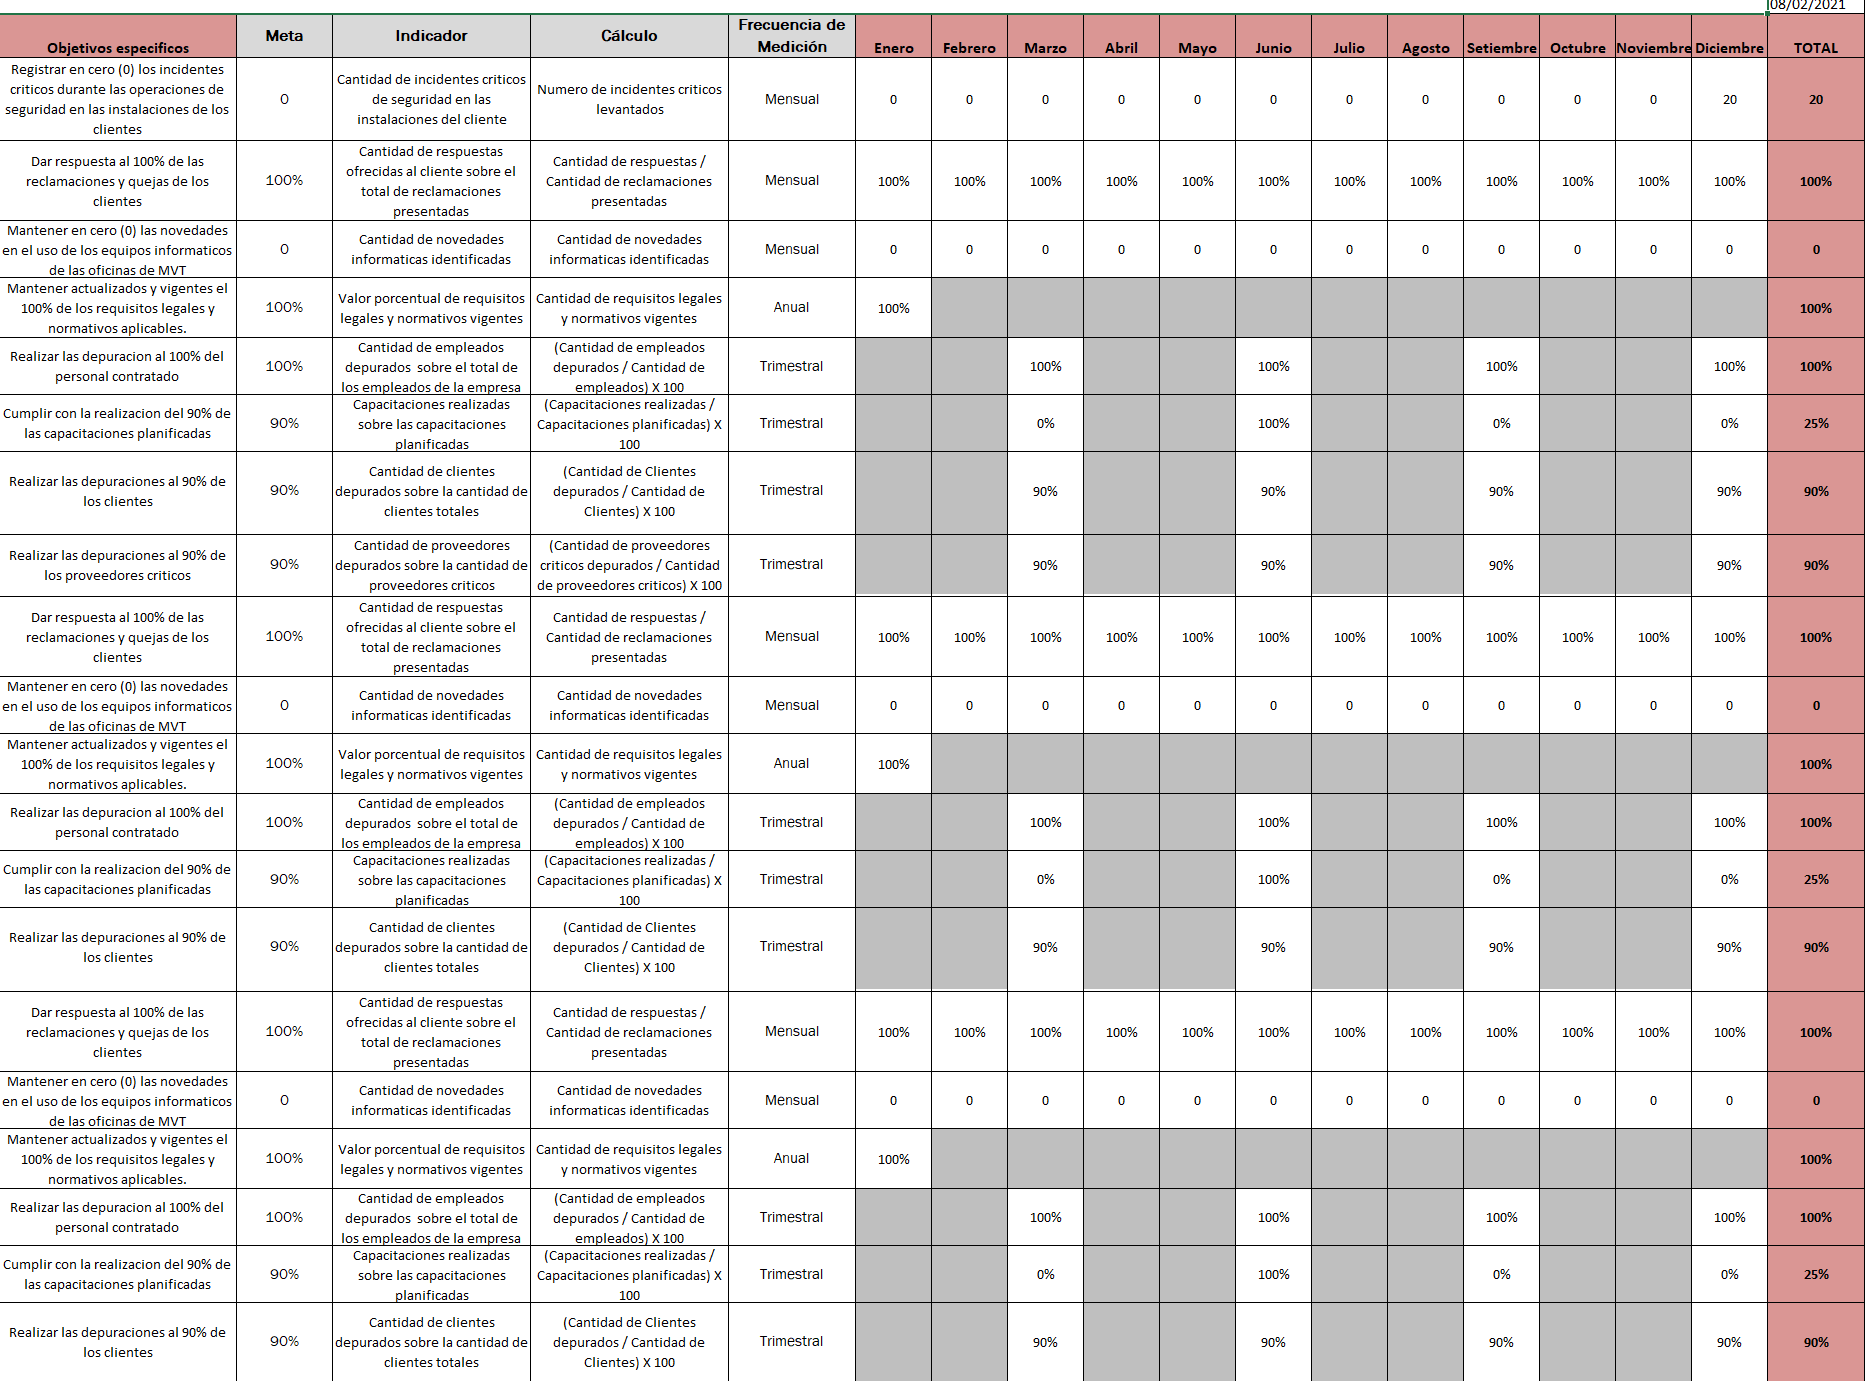 08/02/2021
Objetivos especificos Meta Indicador Cálculo Frecuencia de Medición Enero Febrero Marzo Abril Mayo Junio Julio Agosto Setiembre Octubre Noviembre Diciembre TOTAL
Registrar en cero (0) los incidentes criticos durante las operaciones de seguridad en las instalaciones de los clientes 0 Cantidad de incidentes criticos de seguridad en las instalaciones del cliente Numero de incidentes criticos levantados Mensual 0 0 0 0 0 0 0 0 0 0 0 20 20
Dar respuesta al 100% de las reclamaciones y quejas de los clientes 100% Cantidad de respuestas ofrecidas al cliente sobre el total de reclamaciones presentadas Cantidad de respuestas / Cantidad de reclamaciones presentadas Mensual 100% 100% 100% 100% 100% 100% 100% 100% 100% 100% 100% 100% 100%
Mantener en cero (0) las novedades en el uso de los equipos informaticos de las oficinas de MVT 0 Cantidad de novedades informaticas identificadas Cantidad de novedades informaticas identificadas Mensual 0 0 0 0 0 0 0 0 0 0 0 0 0
Mantener actualizados y vigentes el 100% de los requisitos legales y normativos aplicables. 100% Valor porcentual de requisitos legales y normativos vigentes Cantidad de requisitos legales y normativos vigentes Anual 100% 100%
Realizar las depuracion al 100% del personal contratado 100% Cantidad de empleados depurados sobre el total de los empleados de la empresa (Cantidad de empleados depurados / Cantidad de empleados) X 100 Trimestral 100% 100% 100% 100% 100%
Cumplir con la realizacion del 90% de las capacitaciones planificadas 90% Capacitaciones realizadas sobre las capacitaciones planificadas (Capacitaciones realizadas / Capacitaciones planificadas) X 100 Trimestral 0% 100% 0% 0% 25%
Realizar las depuraciones al 90% de los clientes 90% Cantidad de clientes depurados sobre la cantidad de clientes totales (Cantidad de Clientes depurados / Cantidad de Clientes) X 100 Trimestral 90% 90% 90% 90% 90%
Realizar las depuraciones al 90% de los proveedores criticos 90% Cantidad de proveedores depurados sobre la cantidad de proveedores criticos (Cantidad de proveedores criticos depurados / Cantidad de proveedores criticos) X 100 Trimestral 90% 90% 90% 90% 90%
Dar respuesta al 100% de las reclamaciones y quejas de los clientes 100% Cantidad de respuestas ofrecidas al cliente sobre el total de reclamaciones presentadas Cantidad de respuestas / Cantidad de reclamaciones presentadas Mensual 100% 100% 100% 100% 100% 100% 100% 100% 100% 100% 100% 100% 100%
Mantener en cero (0) las novedades en el uso de los equipos informaticos de las oficinas de MVT 0 Cantidad de novedades informaticas identificadas Cantidad de novedades informaticas identificadas Mensual 0 0 0 0 0 0 0 0 0 0 0 0 0
Mantener actualizados y vigentes el 100% de los requisitos legales y normativos aplicables. 100% Valor porcentual de requisitos legales y normativos vigentes Cantidad de requisitos legales y normativos vigentes Anual 100% 100%
Realizar las depuracion al 100% del personal contratado 100% Cantidad de empleados depurados sobre el total de los empleados de la empresa (Cantidad de empleados depurados / Cantidad de empleados) X 100 Trimestral 100% 100% 100% 100% 100%
Cumplir con la realizacion del 90% de las capacitaciones planificadas 90% Capacitaciones realizadas sobre las capacitaciones planificadas (Capacitaciones realizadas / Capacitaciones planificadas) X 100 Trimestral 0% 100% 0% 0% 25%
Realizar las depuraciones al 90% de los clientes 90% Cantidad de clientes depurados sobre la cantidad de clientes totales (Cantidad de Clientes depurados / Cantidad de Clientes) X 100 Trimestral 90% 90% 90% 90% 90%
Dar respuesta al 100% de las reclamaciones y quejas de los clientes 100% Cantidad de respuestas ofrecidas al cliente sobre el total de reclamaciones presentadas Cantidad de respuestas / Cantidad de reclamaciones presentadas Mensual 100% 100% 100% 100% 100% 100% 100% 100% 100% 100% 100% 100% 100%
Mantener en cero (0) las novedades en el uso de los equipos informaticos de las oficinas de MVT 0 Cantidad de novedades informaticas identificadas Cantidad de novedades informaticas identificadas Mensual 0 0 0 0 0 0 0 0 0 0 0 0 0
Mantener actualizados y vigentes el 100% de los requisitos legales y normativos aplicables. 100% Valor porcentual de requisitos legales y normativos vigentes Cantidad de requisitos legales y normativos vigentes Anual 100% 100%
Realizar las depuracion al 100% del personal contratado 100% Cantidad de empleados depurados sobre el total de los empleados de la empresa (Cantidad de empleados depurados / Cantidad de empleados) X 100 Trimestral 100% 100% 100% 100% 100%
Cumplir con la realizacion del 90% de las capacitaciones planificadas 90% Capacitaciones realizadas sobre las capacitaciones planificadas (Capacitaciones realizadas / Capacitaciones planificadas) X 100 Trimestral 0% 100% 0% 0% 25%
Realizar las depuraciones al 90% de los clientes 90% Cantidad de clientes depurados sobre la cantidad de clientes totales (Cantidad de Clientes depurados / Cantidad de Clientes) X 100 Trimestral 90% 90% 90% 90% 90%